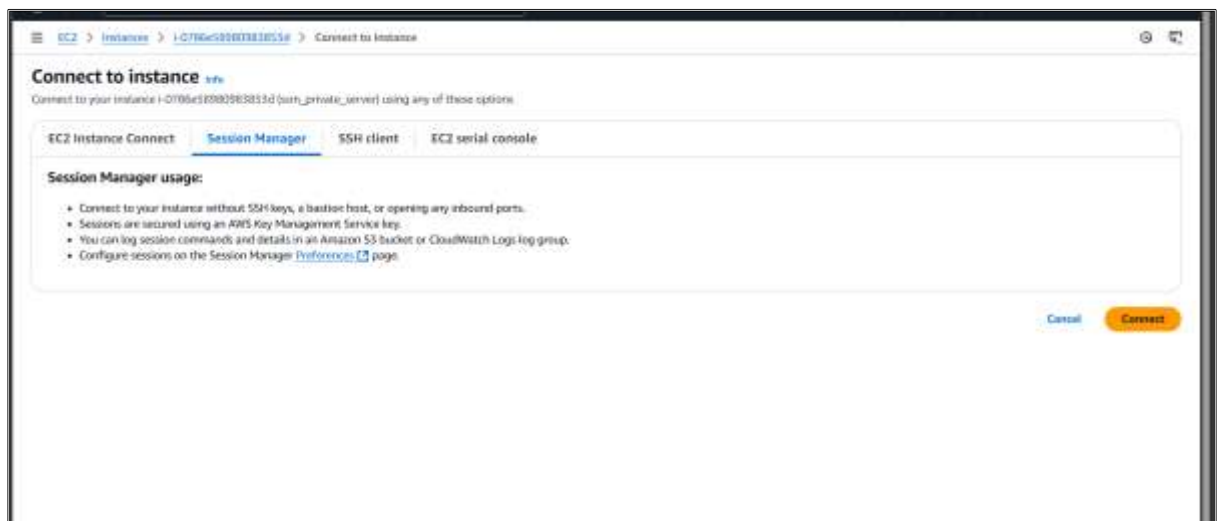 EC2 > Instances > > Connect to instance
Connect to instance Info
Connect to your instance (ssm_private_server) using any of these options
EC2 Instance Connect Session Manager SSH client EC2 serial console
Session Manager usage:
• Connect to your instance without SSH keys, a bastion host, or opening any inbound ports.
• Sessions are secured using an AWS Key Management Service key.
• You can log session commands and details in an Amazon S3 bucket or CloudWatch Logs log group.
• Configure sessions on the Session Manager Preferences page.
Cancel Connect